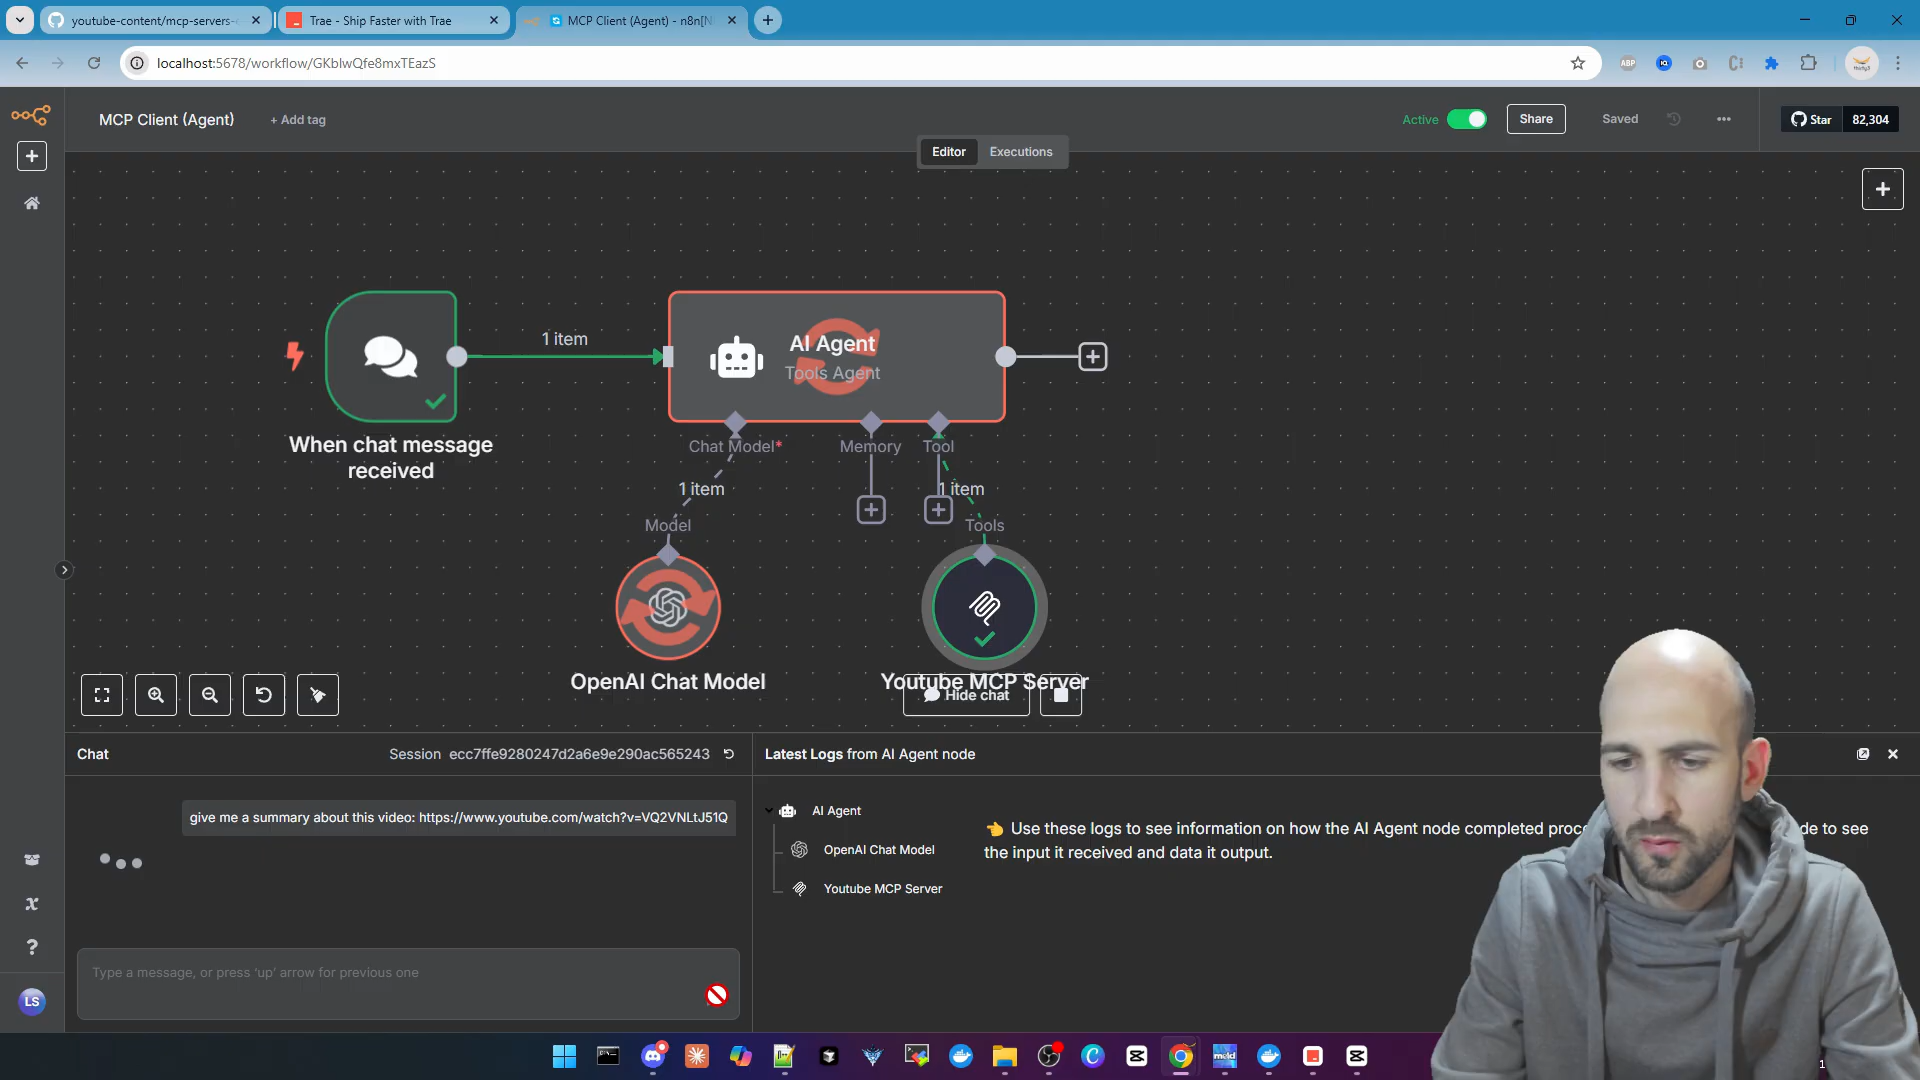 youtube-content/mcp-servers-
Trae - Ship Faster with Trae
MCP Client (Agent) - n8n[N
localhost:5678/workflow/GKblwQfe8mxTEazS
MCP Client (Agent)
+ Add tag
Active
Share
Saved
Star
82,304
Editor
Executions
1 item
AI Agent
Tools Agent
When chat message
received
Chat Model*
Memory
Tool
1 item
1 item
Model
Tools
OpenAI Chat Model
Youtube MCP Server
Hide chat
Chat
Session ecc7ffe9280247d2a6e9e290ac565243
Latest Logs from AI Agent node
give me a summary about this video: https://www.youtube.com/watch?v=VQ2VNLtJ51Q
AI Agent
OpenAI Chat Model
Youtube MCP Server
👈 Use these logs to see information on how the AI Agent node completed proc de to see
the input it received and data it output.
Type a message, or press 'up' arrow for previous one
LS
ABP